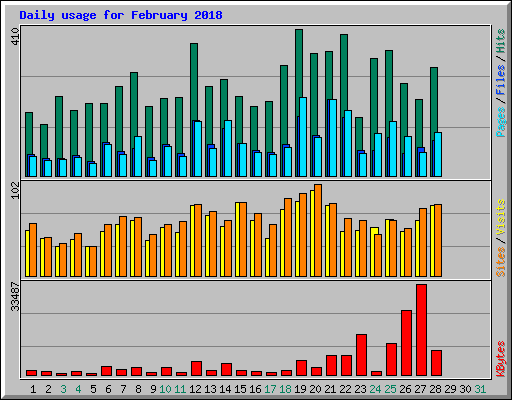 Daily usage for February 2018
410
Pages / Files / Hits
102
Sites / Visits
33487
KBytes
1 2 3 4 5 6 7 8 9 10 11 12 13 14 15 16 17 18 19 20 21 22 23 24 25 26 27 28 29 30 31